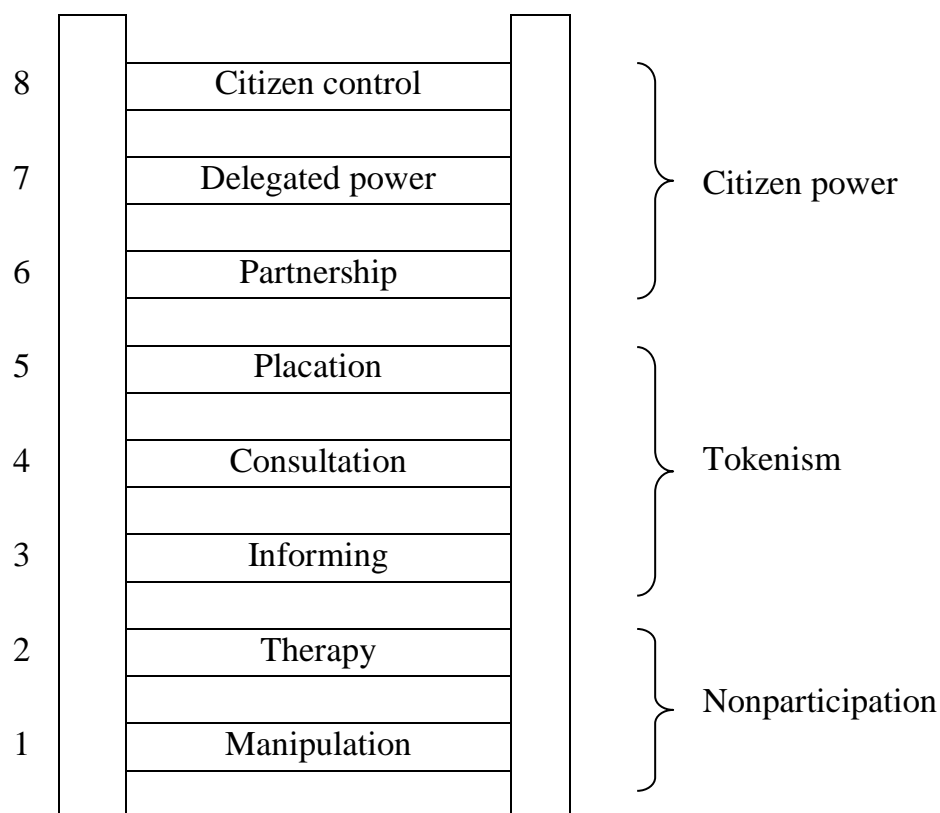 8 Citizen control
7 Delegated power
Citizen power
6 Partnership
5 Placation
4 Consultation
Tokenism
3 Informing
2 Therapy
Nonparticipation
1 Manipulation